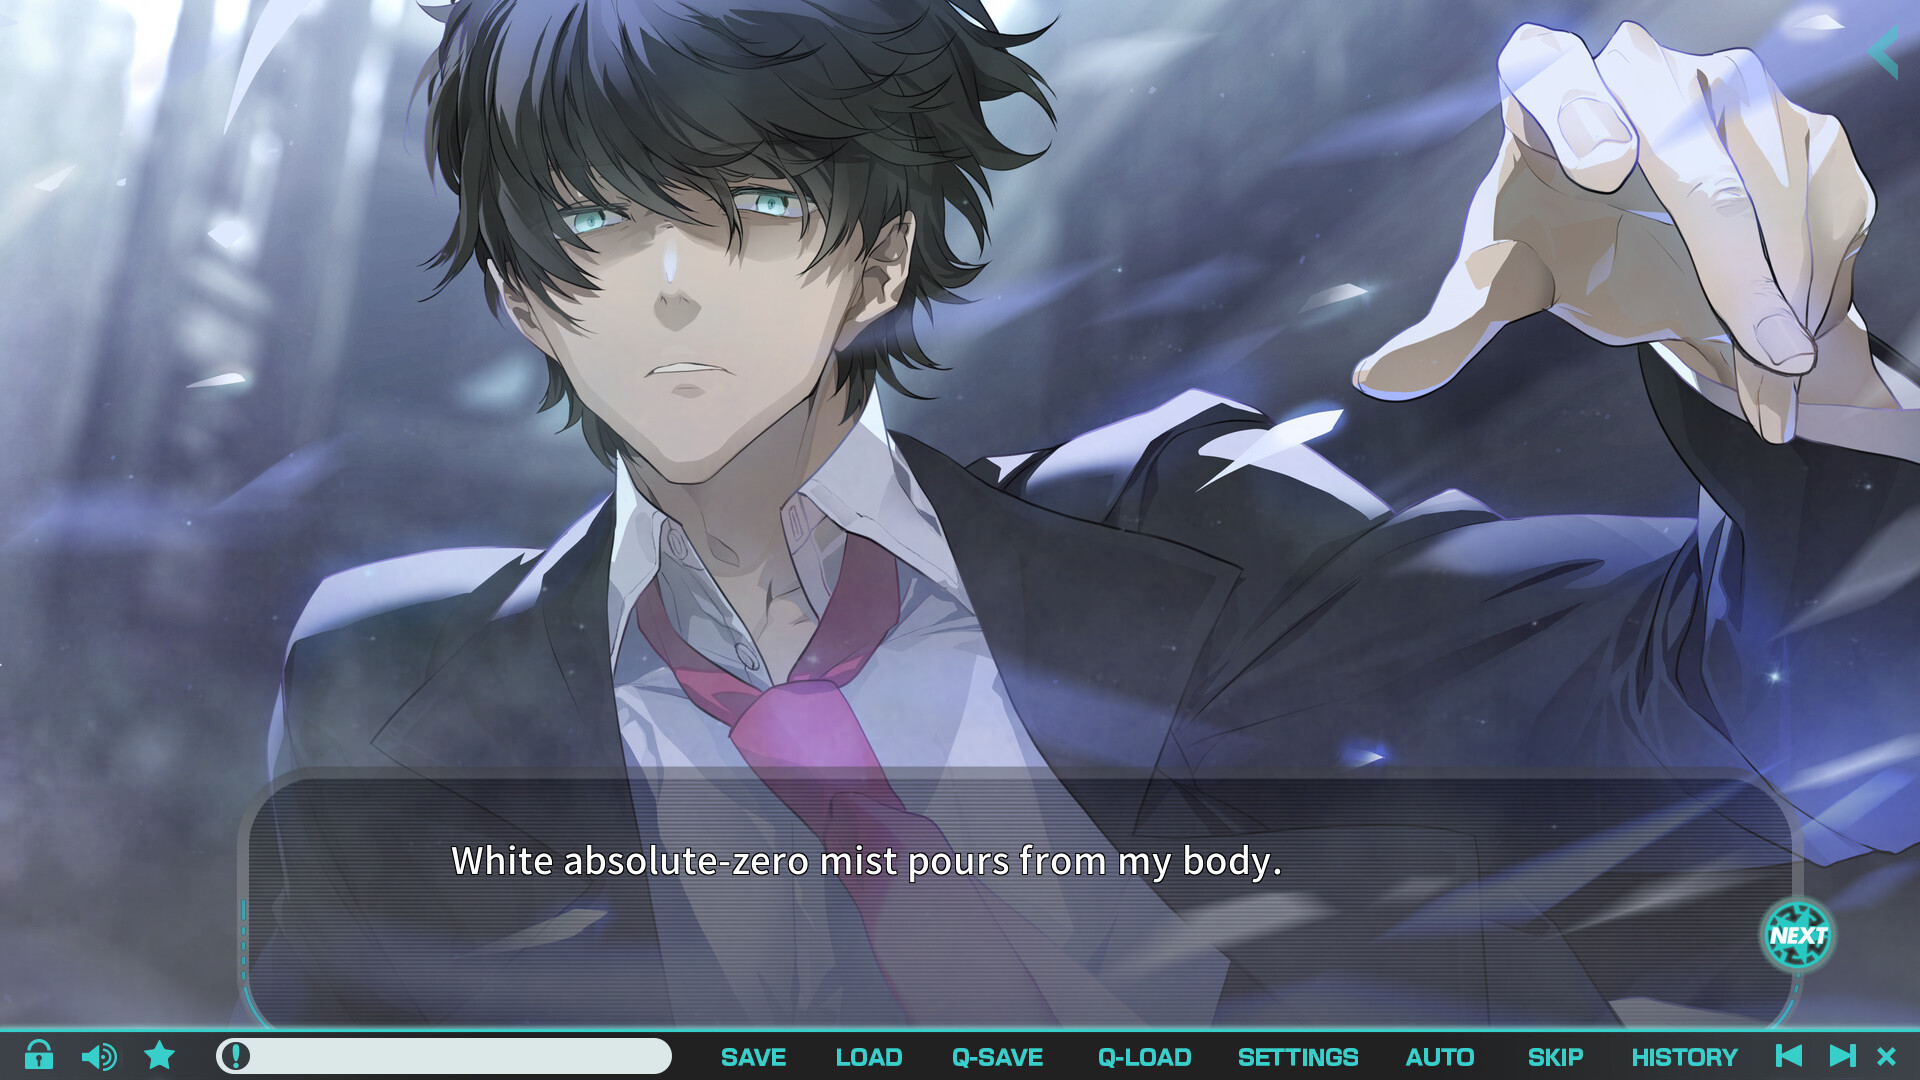 White absolute-zero mist pours from my body.
NEXT
SAVE
LOAD
Q-SAVE
Q-LOAD
SETTINGS
AUTO
SKIP
HISTORY